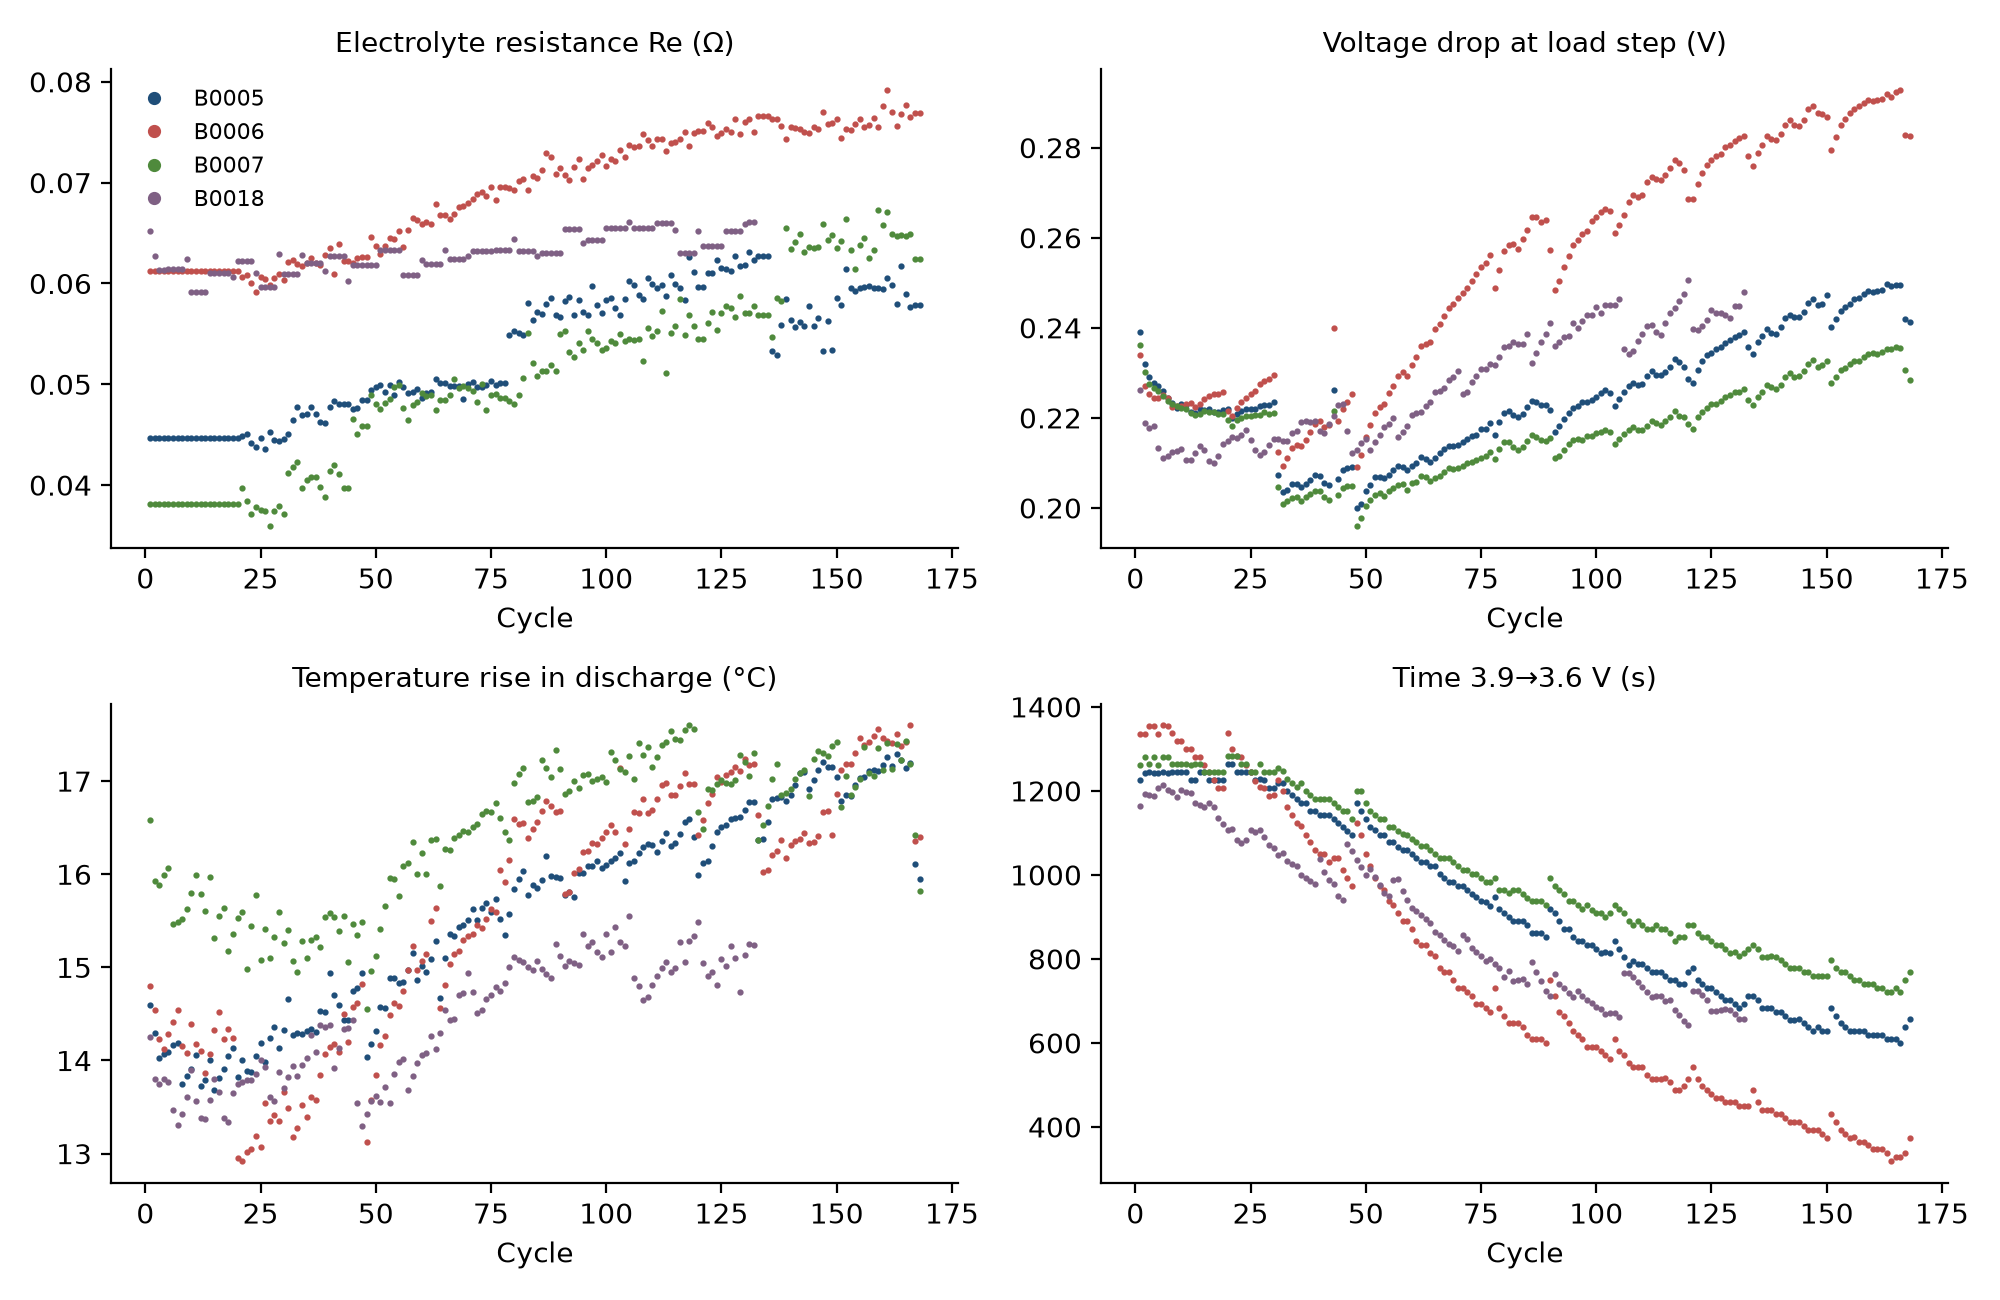 Electrolyte resistance Re (Ω)
0.08
0.07
0.06
0.05
0.04
B0005
B0006
B0007
B0018
0 25 50 75 100 125 150 175
Cycle
Voltage drop at load step (V)
0.28
0.26
0.24
0.22
0.20
0 25 50 75 100 125 150 175
Cycle
Temperature rise in discharge (°C)
17
16
15
14
13
0 25 50 75 100 125 150 175
Cycle
Time 3.9→3.6 V (s)
1400
1200
1000
800
600
400
0 25 50 75 100 125 150 175
Cycle